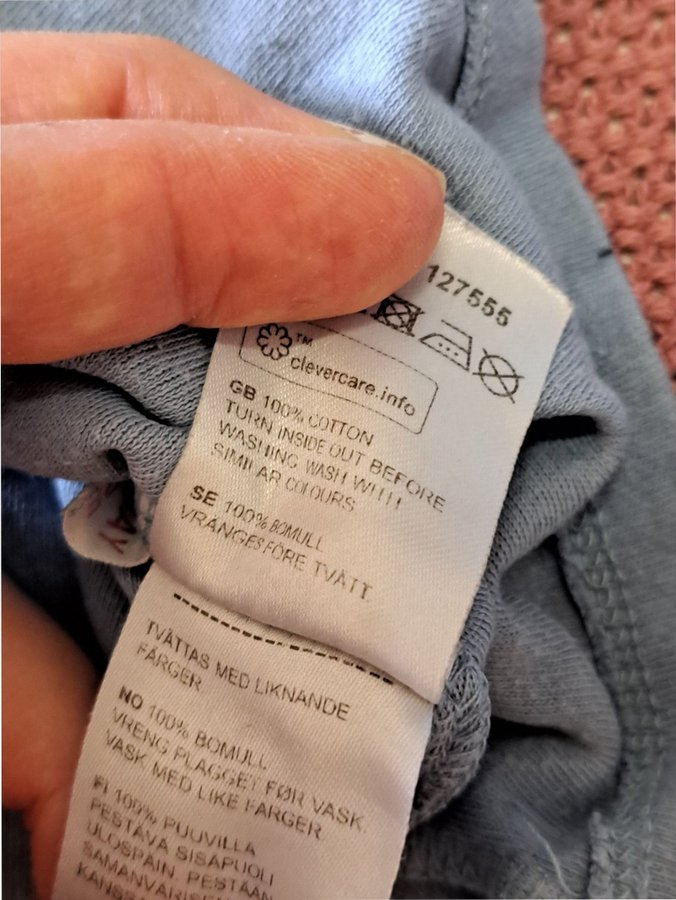 127555
™
clevercare.info
GB 100% COTTON
TURN INSIDE OUT BEFORE
WASHING WASH WITH
SIMILAR COLOURS
SE 100% BOMULL
VRÄNGES FÖRE TVÄTT
TVÄTTAS MED LIKNANDE
FÄRGER
NO 100% BOMULL
VRENG PLAGGET FØR VASK.
VASK MED LIKE FARGER
FI 100% PUUVILLA
PESTÄVÄ SISÄPUOLI
ULOSPÄIN. PESTÄÄN